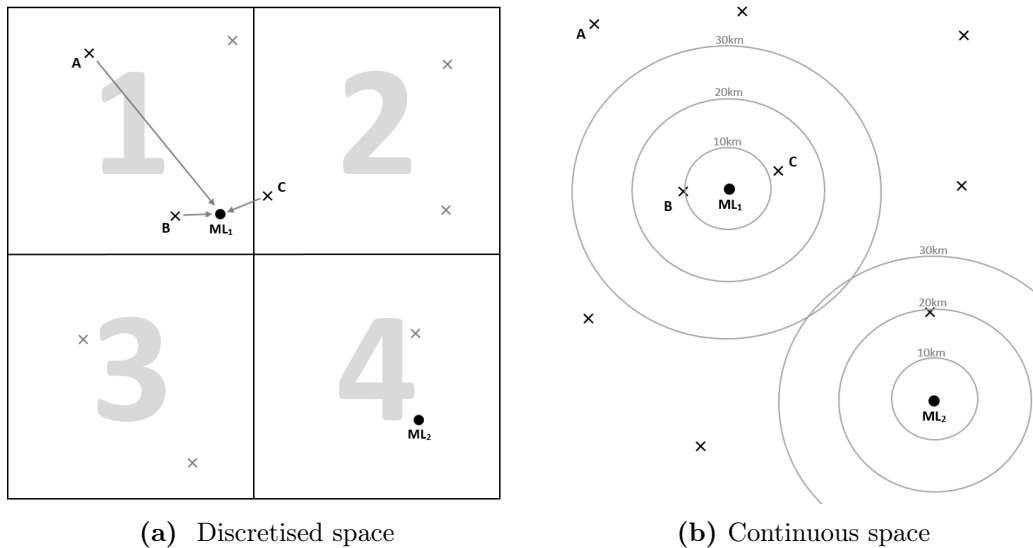 A
1
2
C
B
ML₁
3
4
ML₂
(a) Discretised space
A
30km
20km
10km
C
B
ML₁
30km
20km
10km
ML₂
(b) Continuous space